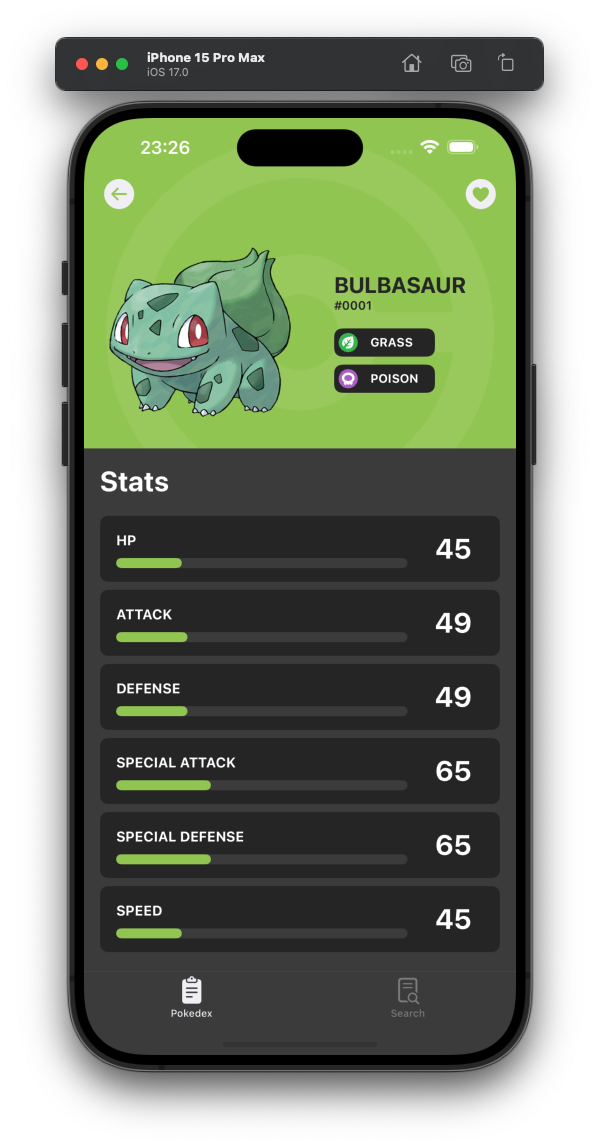 iPhone 15 Pro Max
iOS 17.0
23:26
BULBASAUR
#0001
GRASS
POISON
Stats
HP
45
ATTACK
49
DEFENSE
49
SPECIAL ATTACK
65
SPECIAL DEFENSE
65
SPEED
45
Pokedex
Search